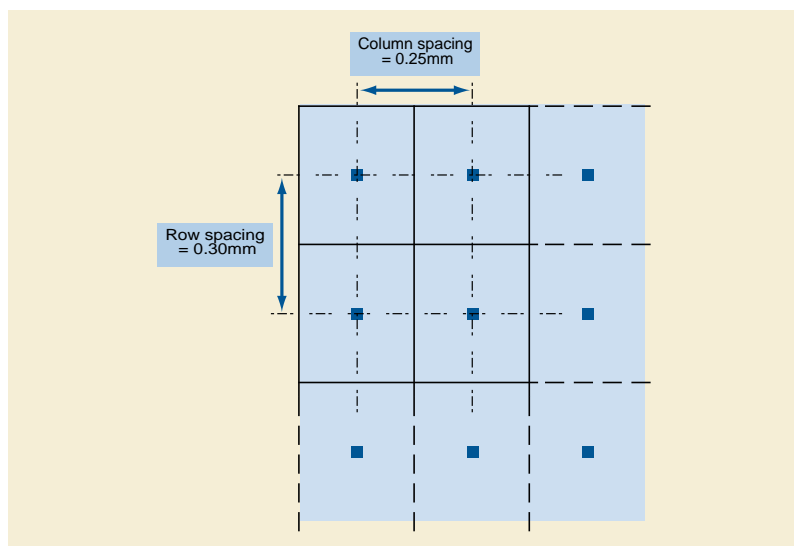 Column spacing
= 0.25mm
Row spacing
= 0.30mm